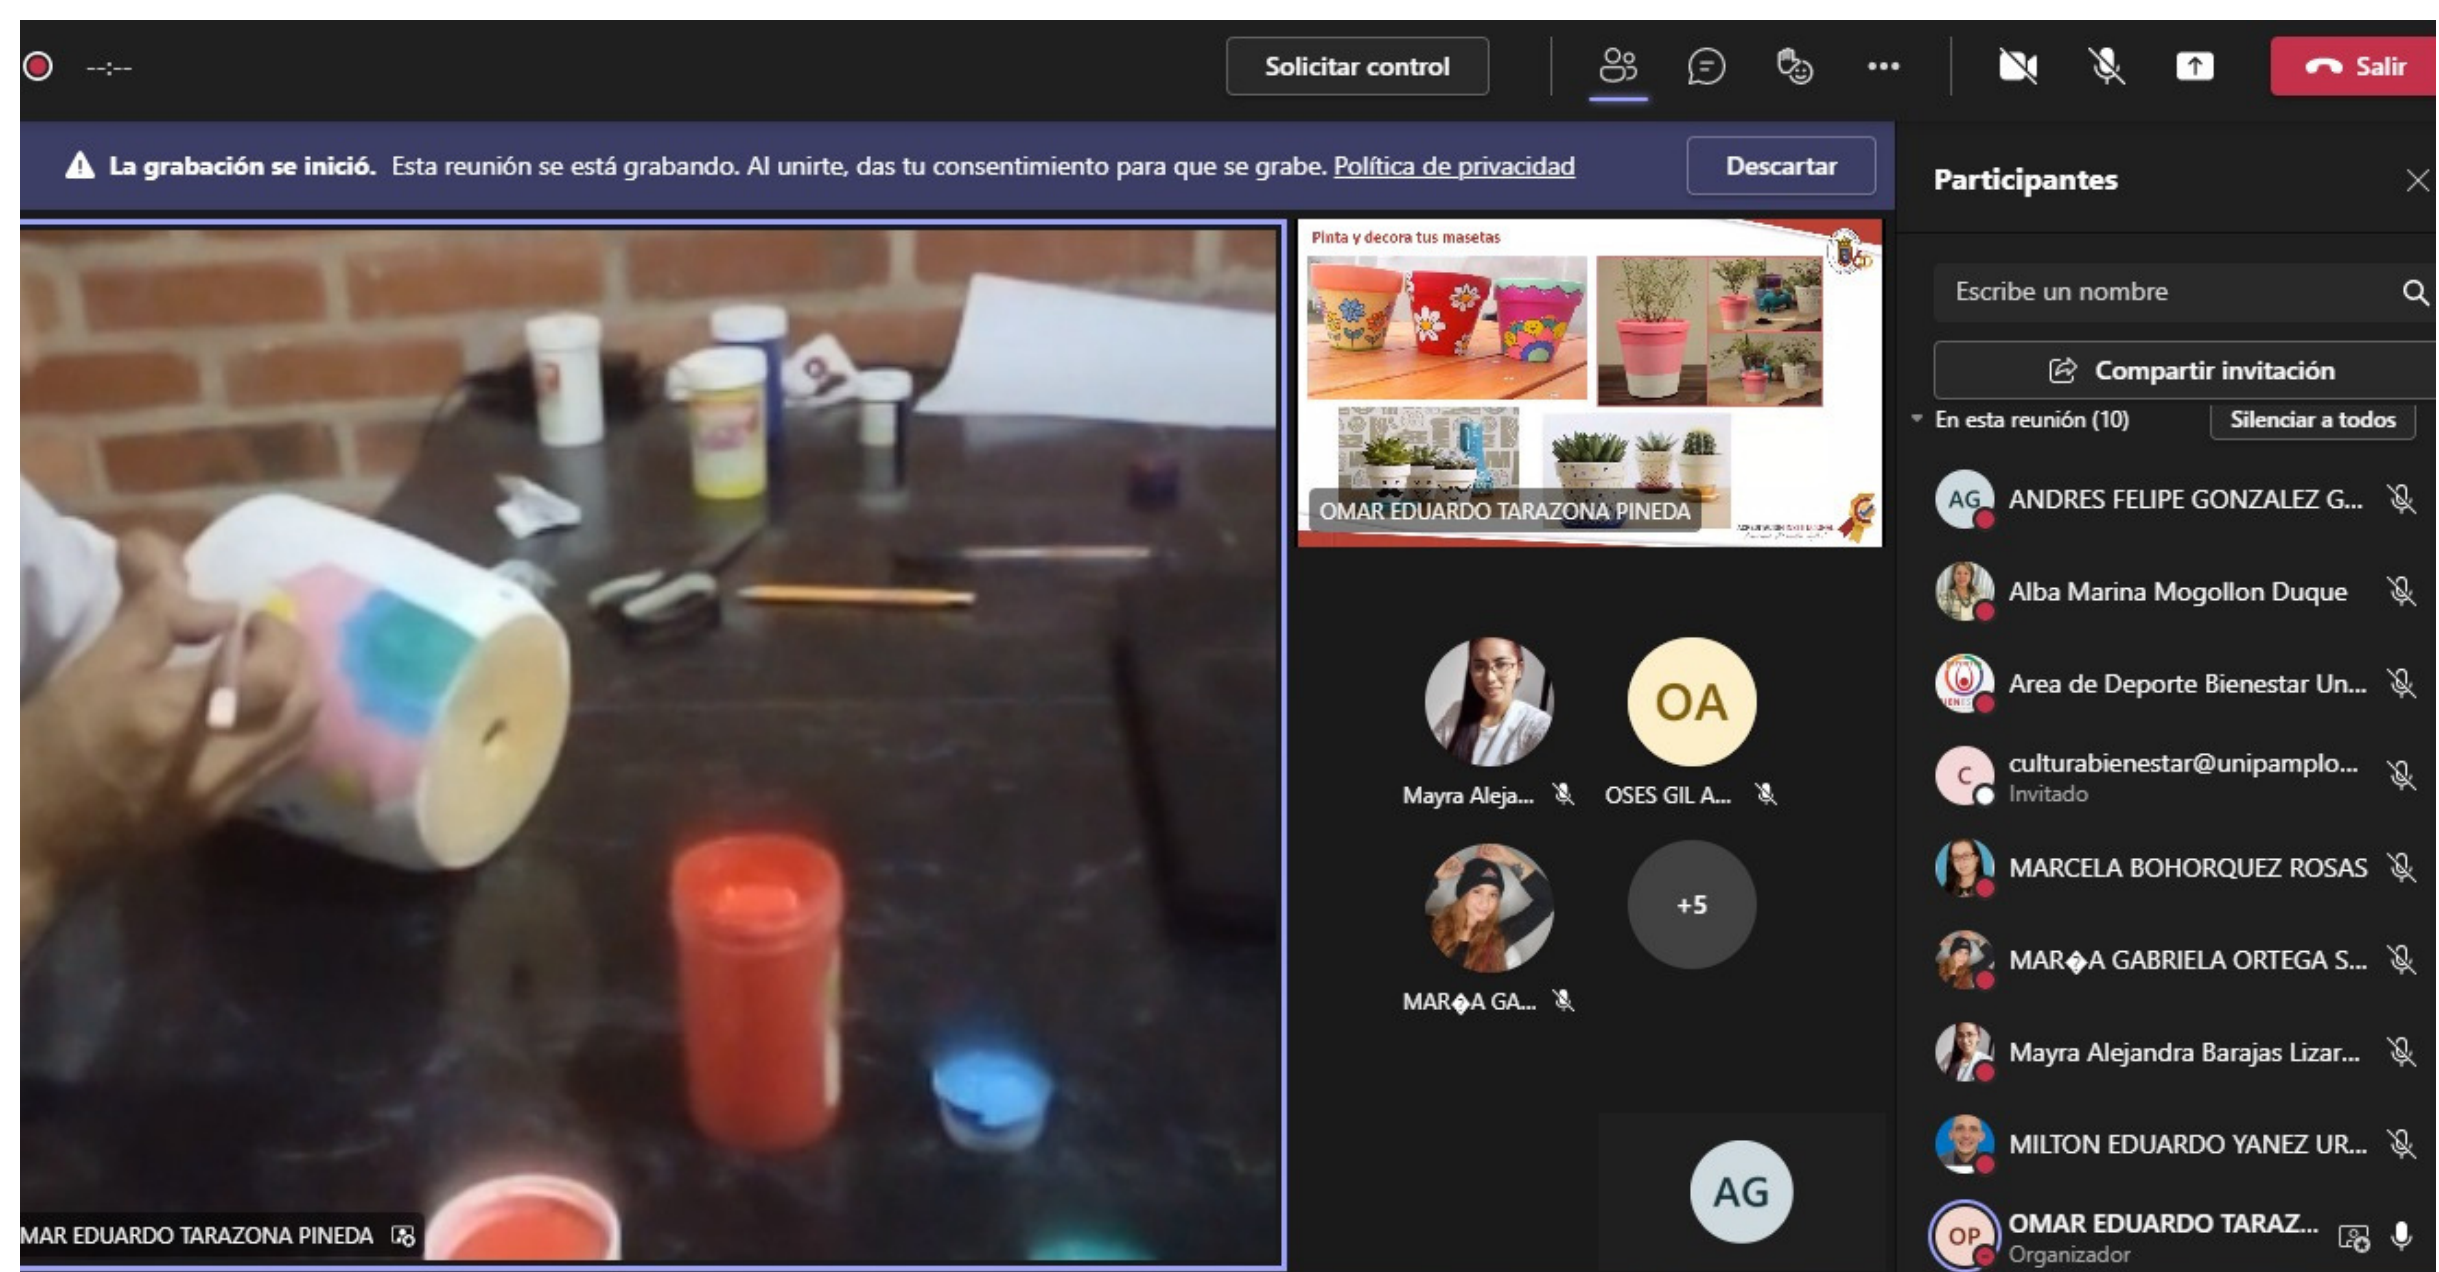 --:--
Solicitar control
Salir
La grabación se inició. Esta reunión se está grabando. Al unirte, das tu consentimiento para que se grabe. Política de privacidad
Descartar
Pinta y decora tus masetas
OMAR EDUARDO TARAZONA PINEDA
Mayra Aleja...
OA
OSES GIL A...
MAR�A GA...
+5
AG
MAR EDUARDO TARAZONA PINEDA
Participantes
Escribe un nombre
Compartir invitación
En esta reunión (10)
Silenciar a todos
AG
ANDRES FELIPE GONZALEZ G...
Alba Marina Mogollon Duque
Area de Deporte Bienestar Un...
C
culturabienestar@unipamplo...
Invitado
MARCELA BOHORQUEZ ROSAS
MAR�A GABRIELA ORTEGA S...
Mayra Alejandra Barajas Lizar...
MILTON EDUARDO YANEZ UR...
OP
OMAR EDUARDO TARAZ...
Organizador